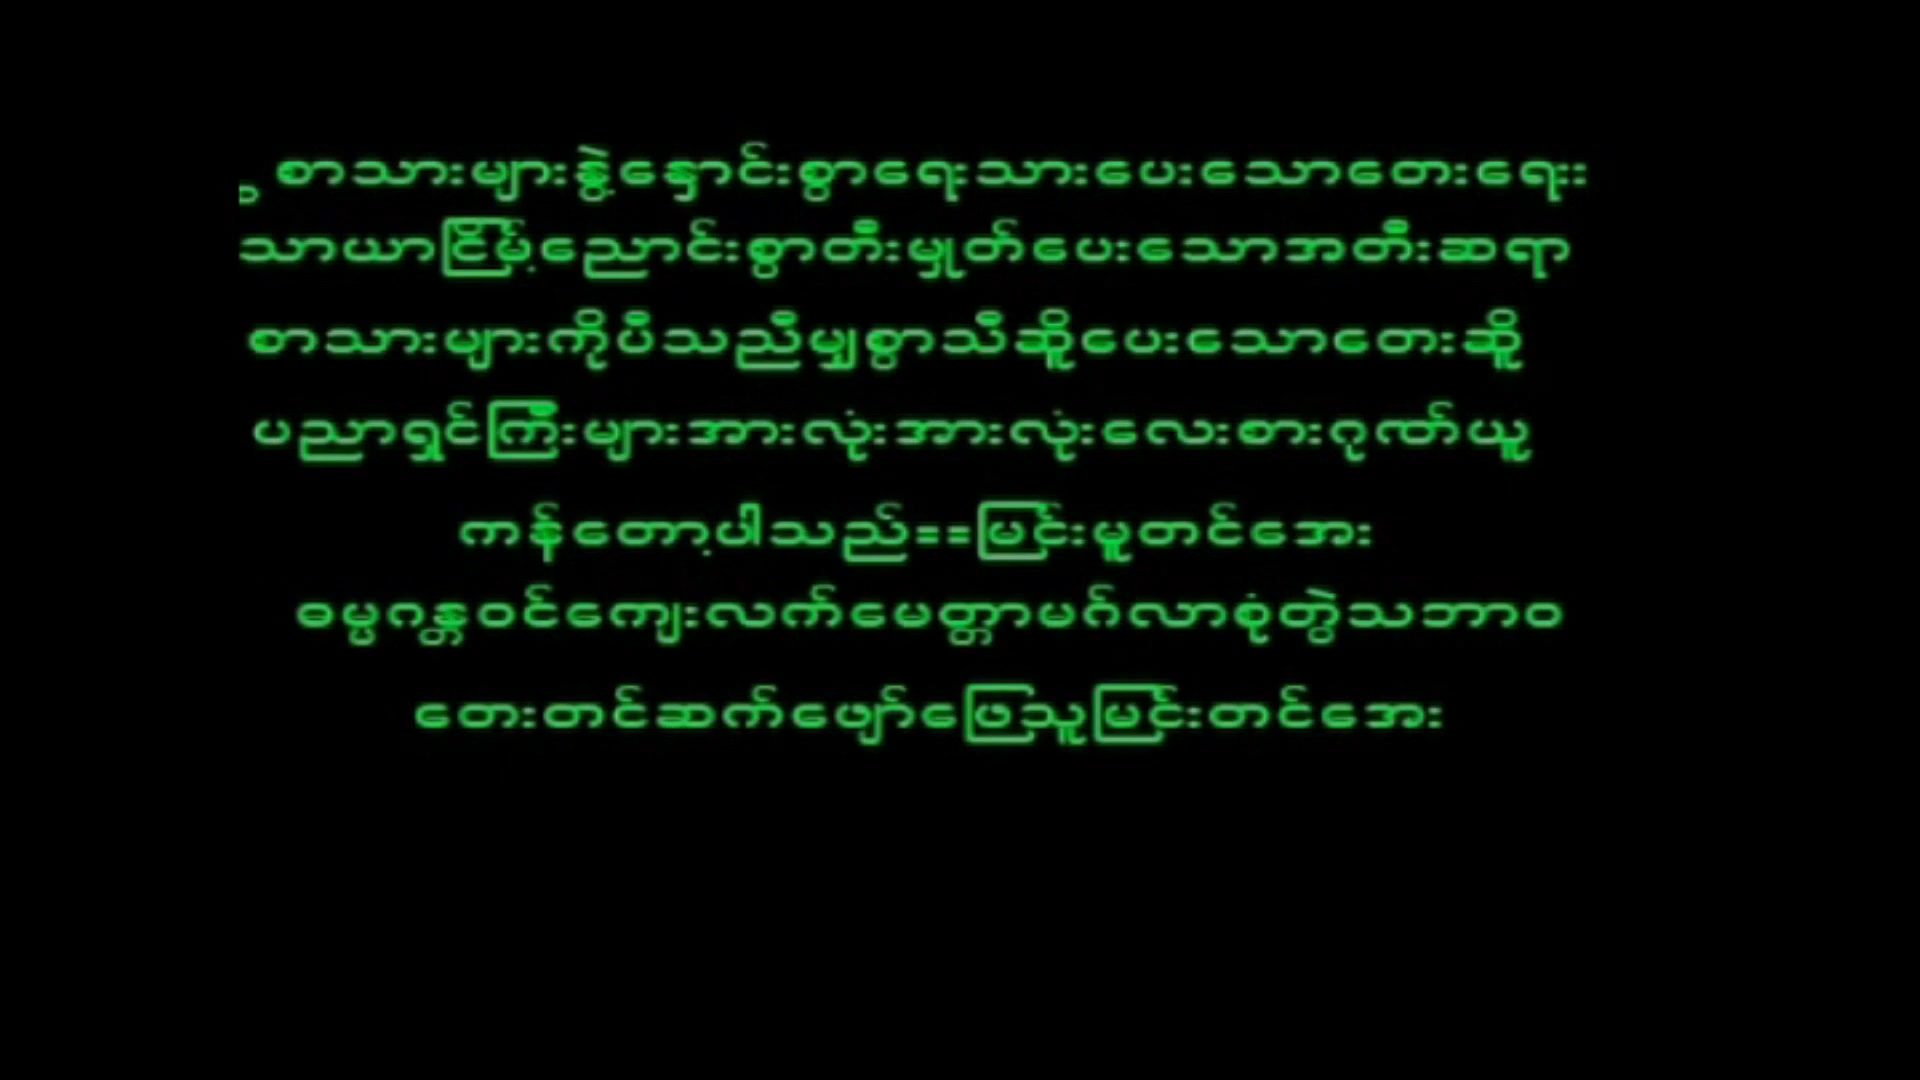 စာသားများနွဲ့နှောင်းစွာရေးသားပေးသောတေးရေးး
သာယာငြိမ့်ညောင်းစွာတီးမှုတ်ပေးသောအတီးဆရာ
စာသားများကိုပီသညီမျှစွာသီဆိူပေးသောတေးဆိူ
ပညာရှင်ကြီးများအားလုံးအားလုံးလေးစားဂုဏ်ယူ
ကန်တော့ပါသည်==မြင်းမူတင်အေး
ဓမ္မဂန္တဝင်ကျေးလက်မေတ္တာမင်္ဂလာစုံတွဲသဘာဝ
တေးတင်ဆက်ဖျော်ဖြေသူမြင်းတင်အေး